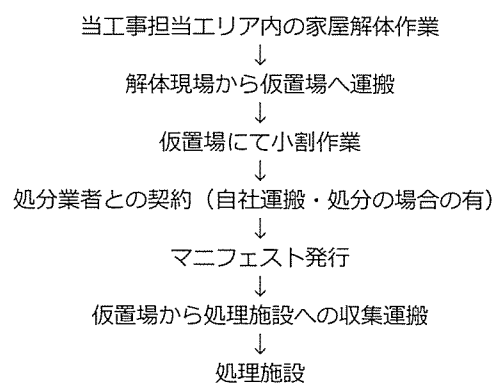 当工事担当エリア内の家屋解体作業
↓
解体現場から仮置場へ運搬
↓
仮置場にて小割作業
↓
処分業者との契約（自社運搬・処分の場合の有）
↓
マニフェスト発行
↓
仮置場から処理施設への収集運搬
↓
処理施設